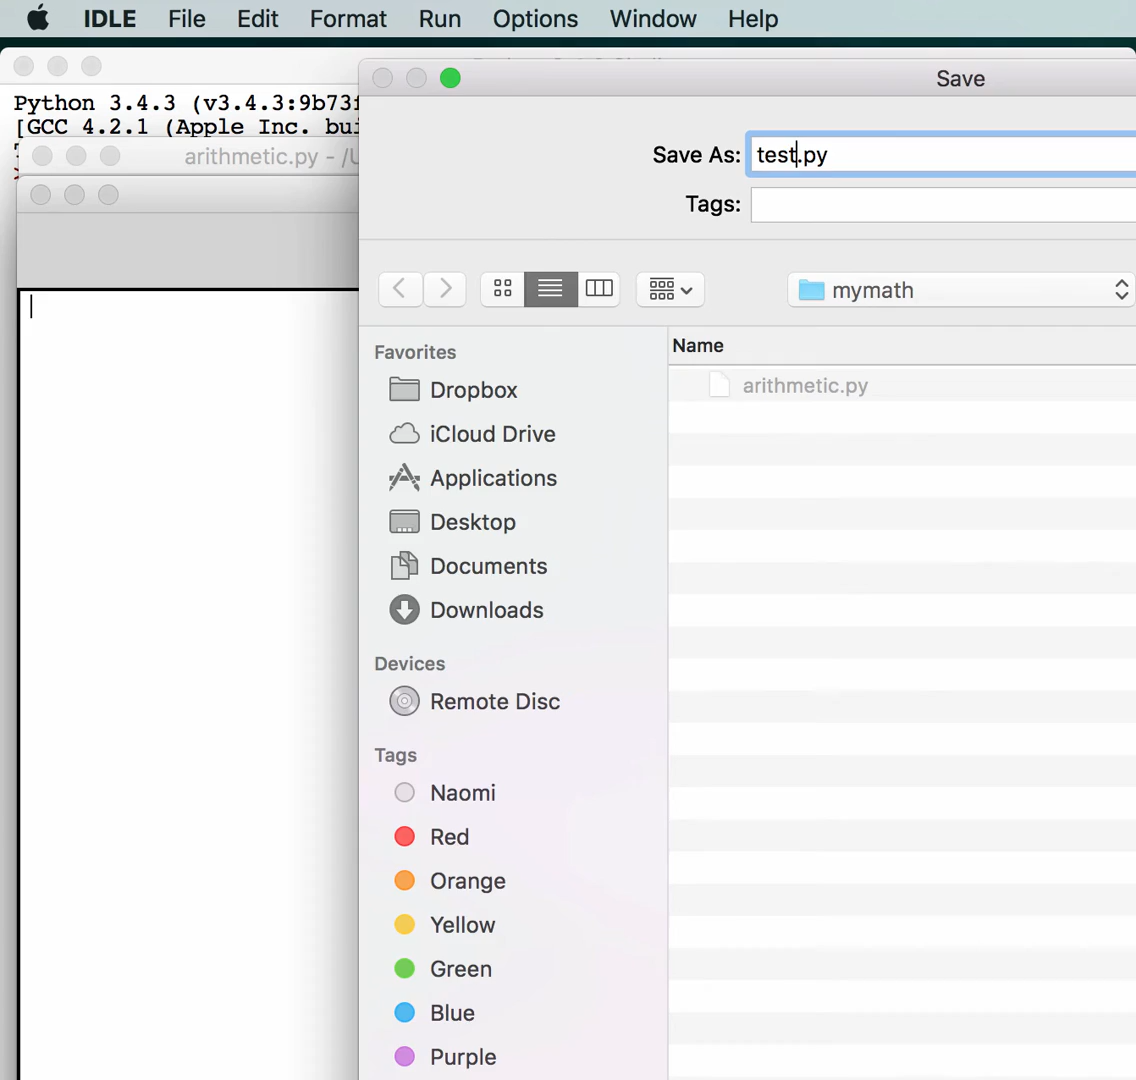 IDLE File Edit Format Run Options Window Help
Save
Python 3.4.3 (v3.4.3:9b73f
[GCC 4.2.1 (Apple Inc. bui
arithmetic.py - /U
Save As: test.py
Tags:
mymath
Name
arithmetic.py
Favorites
Dropbox
iCloud Drive
Applications
Desktop
Documents
Downloads
Devices
Remote Disc
Tags
Naomi
Red
Orange
Yellow
Green
Blue
Purple